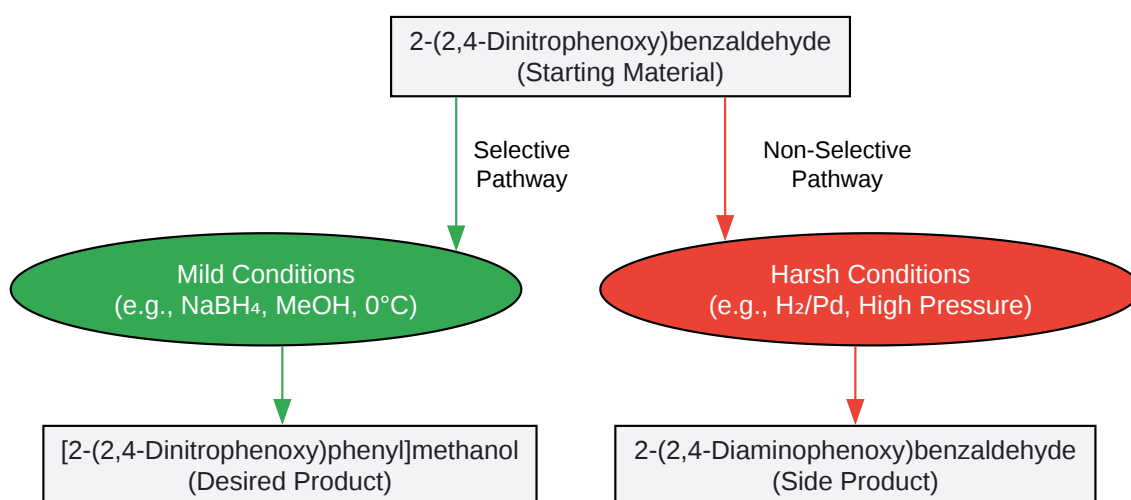 2-(2,4-Dinitrophenoxy)benzaldehyde
(Starting Material)
Selective
Pathway
Non-Selective
Pathway
Mild Conditions
(e.g., NaBH₄, MeOH, 0°C)
Harsh Conditions
(e.g., H₂/Pd, High Pressure)
[2-(2,4-Dinitrophenoxy)phenyl]methanol
(Desired Product)
2-(2,4-Diaminophenoxy)benzaldehyde
(Side Product)